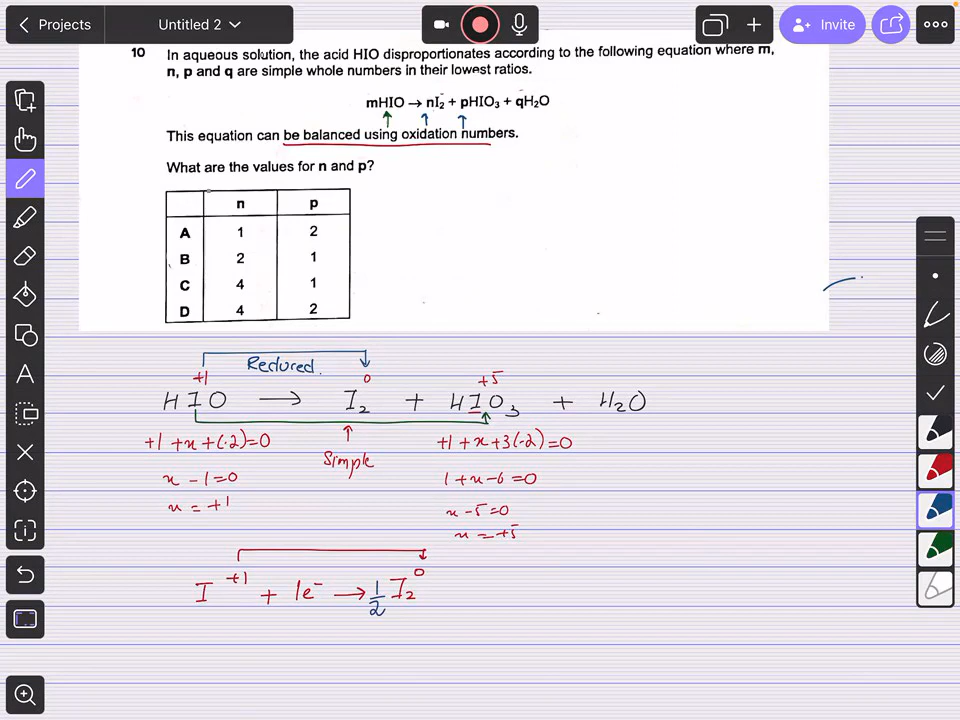 Projects
Untitled 2
Invite
10 In aqueous solution, the acid HIO disproportionates according to the following equation where m,
n, p and q are simple whole numbers in their lowest ratios.
mHIO → nI₂ + pHIO₃ + qH₂O
This equation can be balanced using oxidation numbers.
What are the values for n and p?
n p
A 1 2
B 2 1
C 4 1
D 4 2
Reduced.
+1 0 +5
HIO → I₂ + HIO₃ + H₂O
+1 + x + (-2) = 0 +1 + x + 3(-2) = 0
Simple
x - 1 = 0 1 + x - 6 = 0
x = +1 x - 5 = 0
x = +5
I⁺¹ + 1e⁻ → 1/2 I₂⁰
A